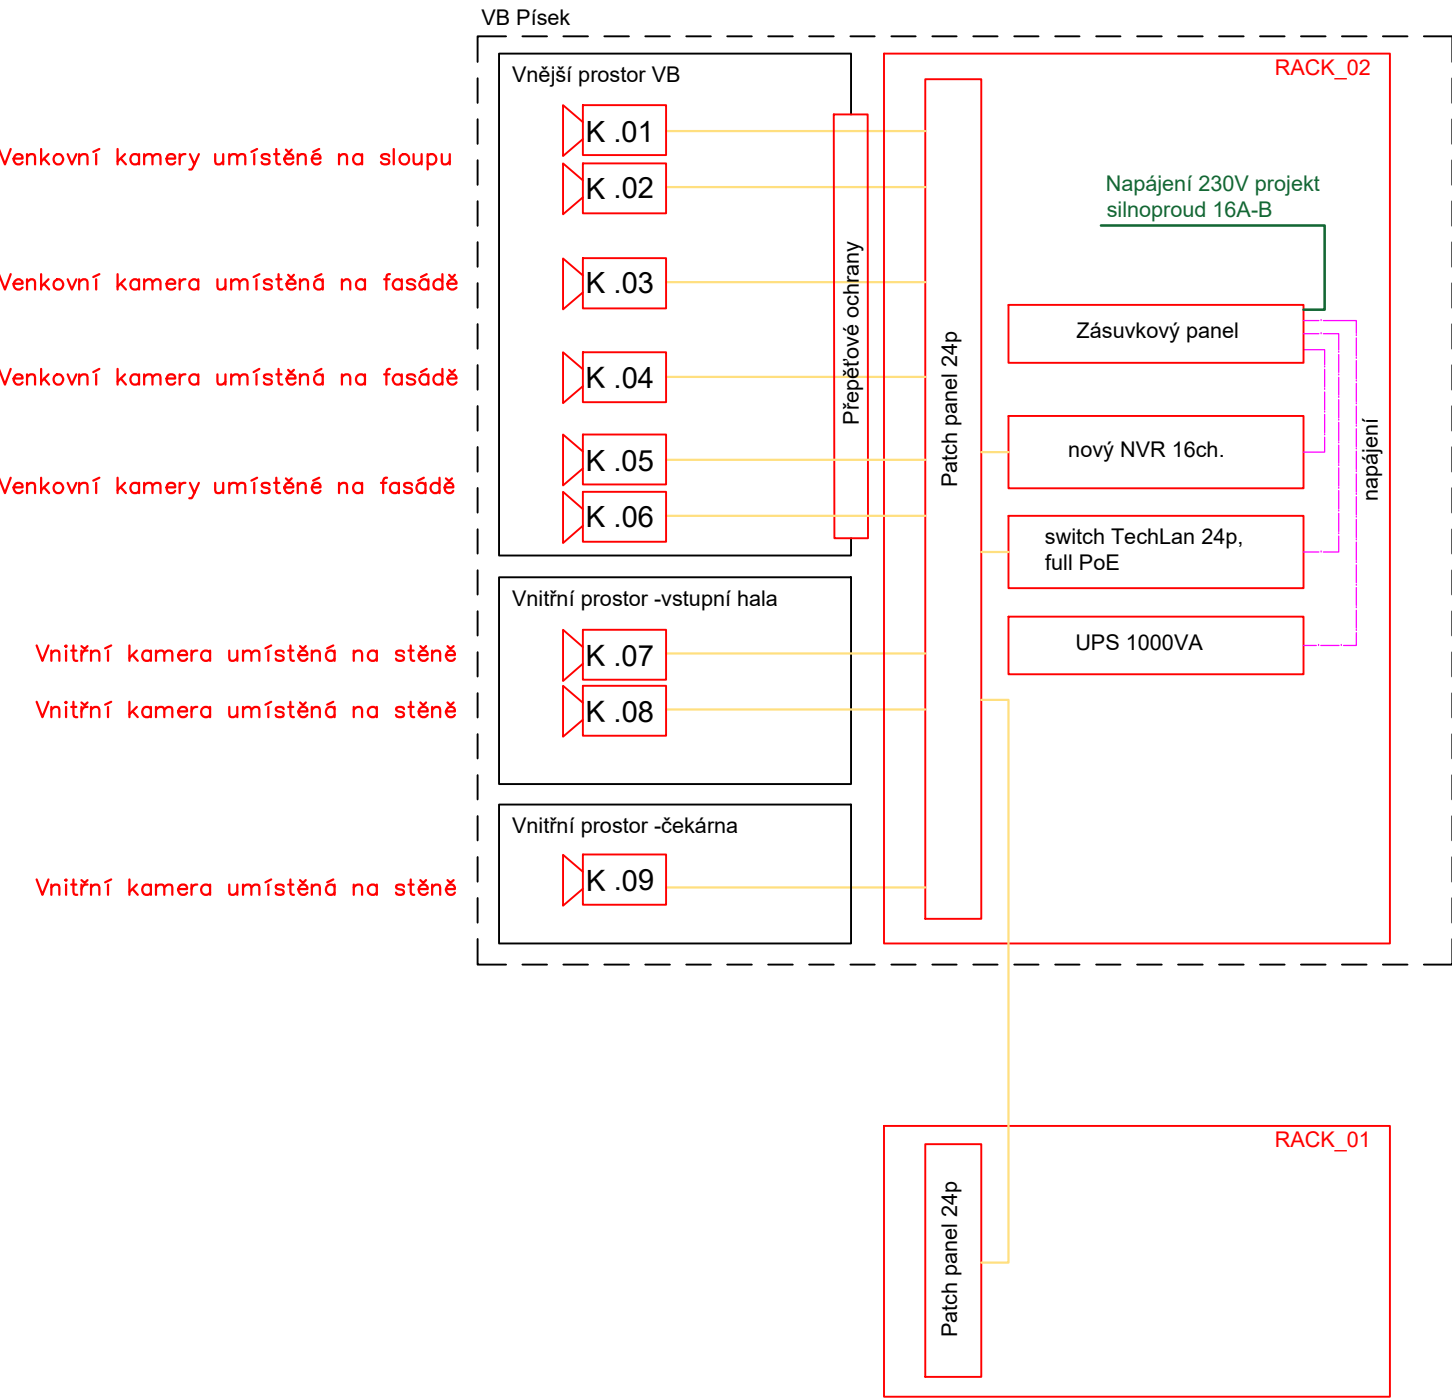 VB Písek
Vnější prostor VB
RACK_02
K .01
Venkovní kamery umístěné na sloupu
K .02
Napájení 230V projekt
silnoproud 16A-B
Venkovní kamera umístěná na fasádě
K .03
Přepěťové ochrany
Patch panel 24p
Zásuvkový panel
Venkovní kamera umístěná na fasádě
K .04
nový NVR 16ch.
napájení
K .05
Venkovní kamery umístěné na fasádě
K .06
switch TechLan 24p,
full PoE
Vnitřní prostor -vstupní hala
Vnitřní kamera umístěná na stěně
K .07
UPS 1000VA
Vnitřní kamera umístěná na stěně
K .08
Vnitřní prostor -čekárna
Vnitřní kamera umístěná na stěně
K .09
RACK_01
Patch panel 24p